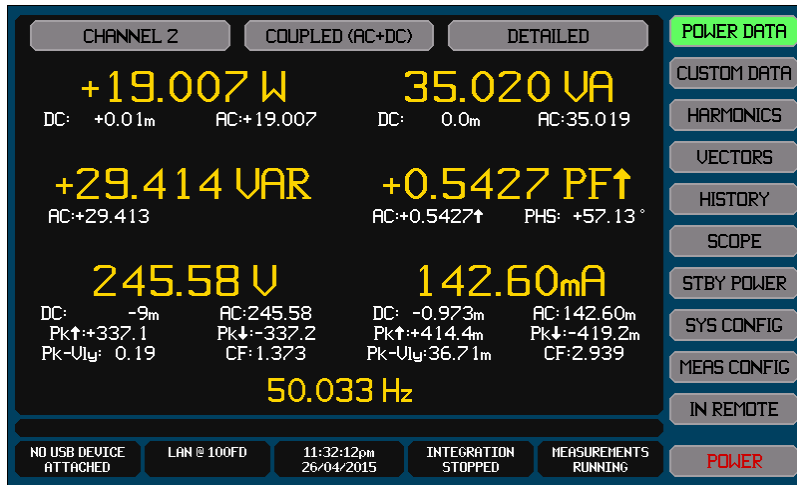 CHANNEL 2 COUPLED (AC+DC) DETAILED
POWER DATA
CUSTOM DATA
HARMONICS
VECTORS
HISTORY
SCOPE
STBY POWER
SYS CONFIG
MEAS CONFIG
IN REMOTE
POWER
+19.007 W 35.020 VA
DC: +0.01m AC:+19.007 DC: 0.0m AC:35.019
+29.414 VAR +0.5427 PF↑
AC:+29.413 AC:+0.5427↑ PHS: +57.13°
245.58 V 142.60mA
DC: -9m AC:245.58 DC: -0.973m AC:142.60m
Pk↑:+337.1 Pk↓:-337.2 Pk↑:+414.4m Pk↓:-419.2m
Pk-Vly: 0.19 CF:1.373 Pk-Vly:36.71m CF:2.939
50.033 Hz
NO USB DEVICE ATTACHED
LAN @ 100FD
11:32:12pm
26/04/2015
INTEGRATION
STOPPED
MEASUREMENTS
RUNNING